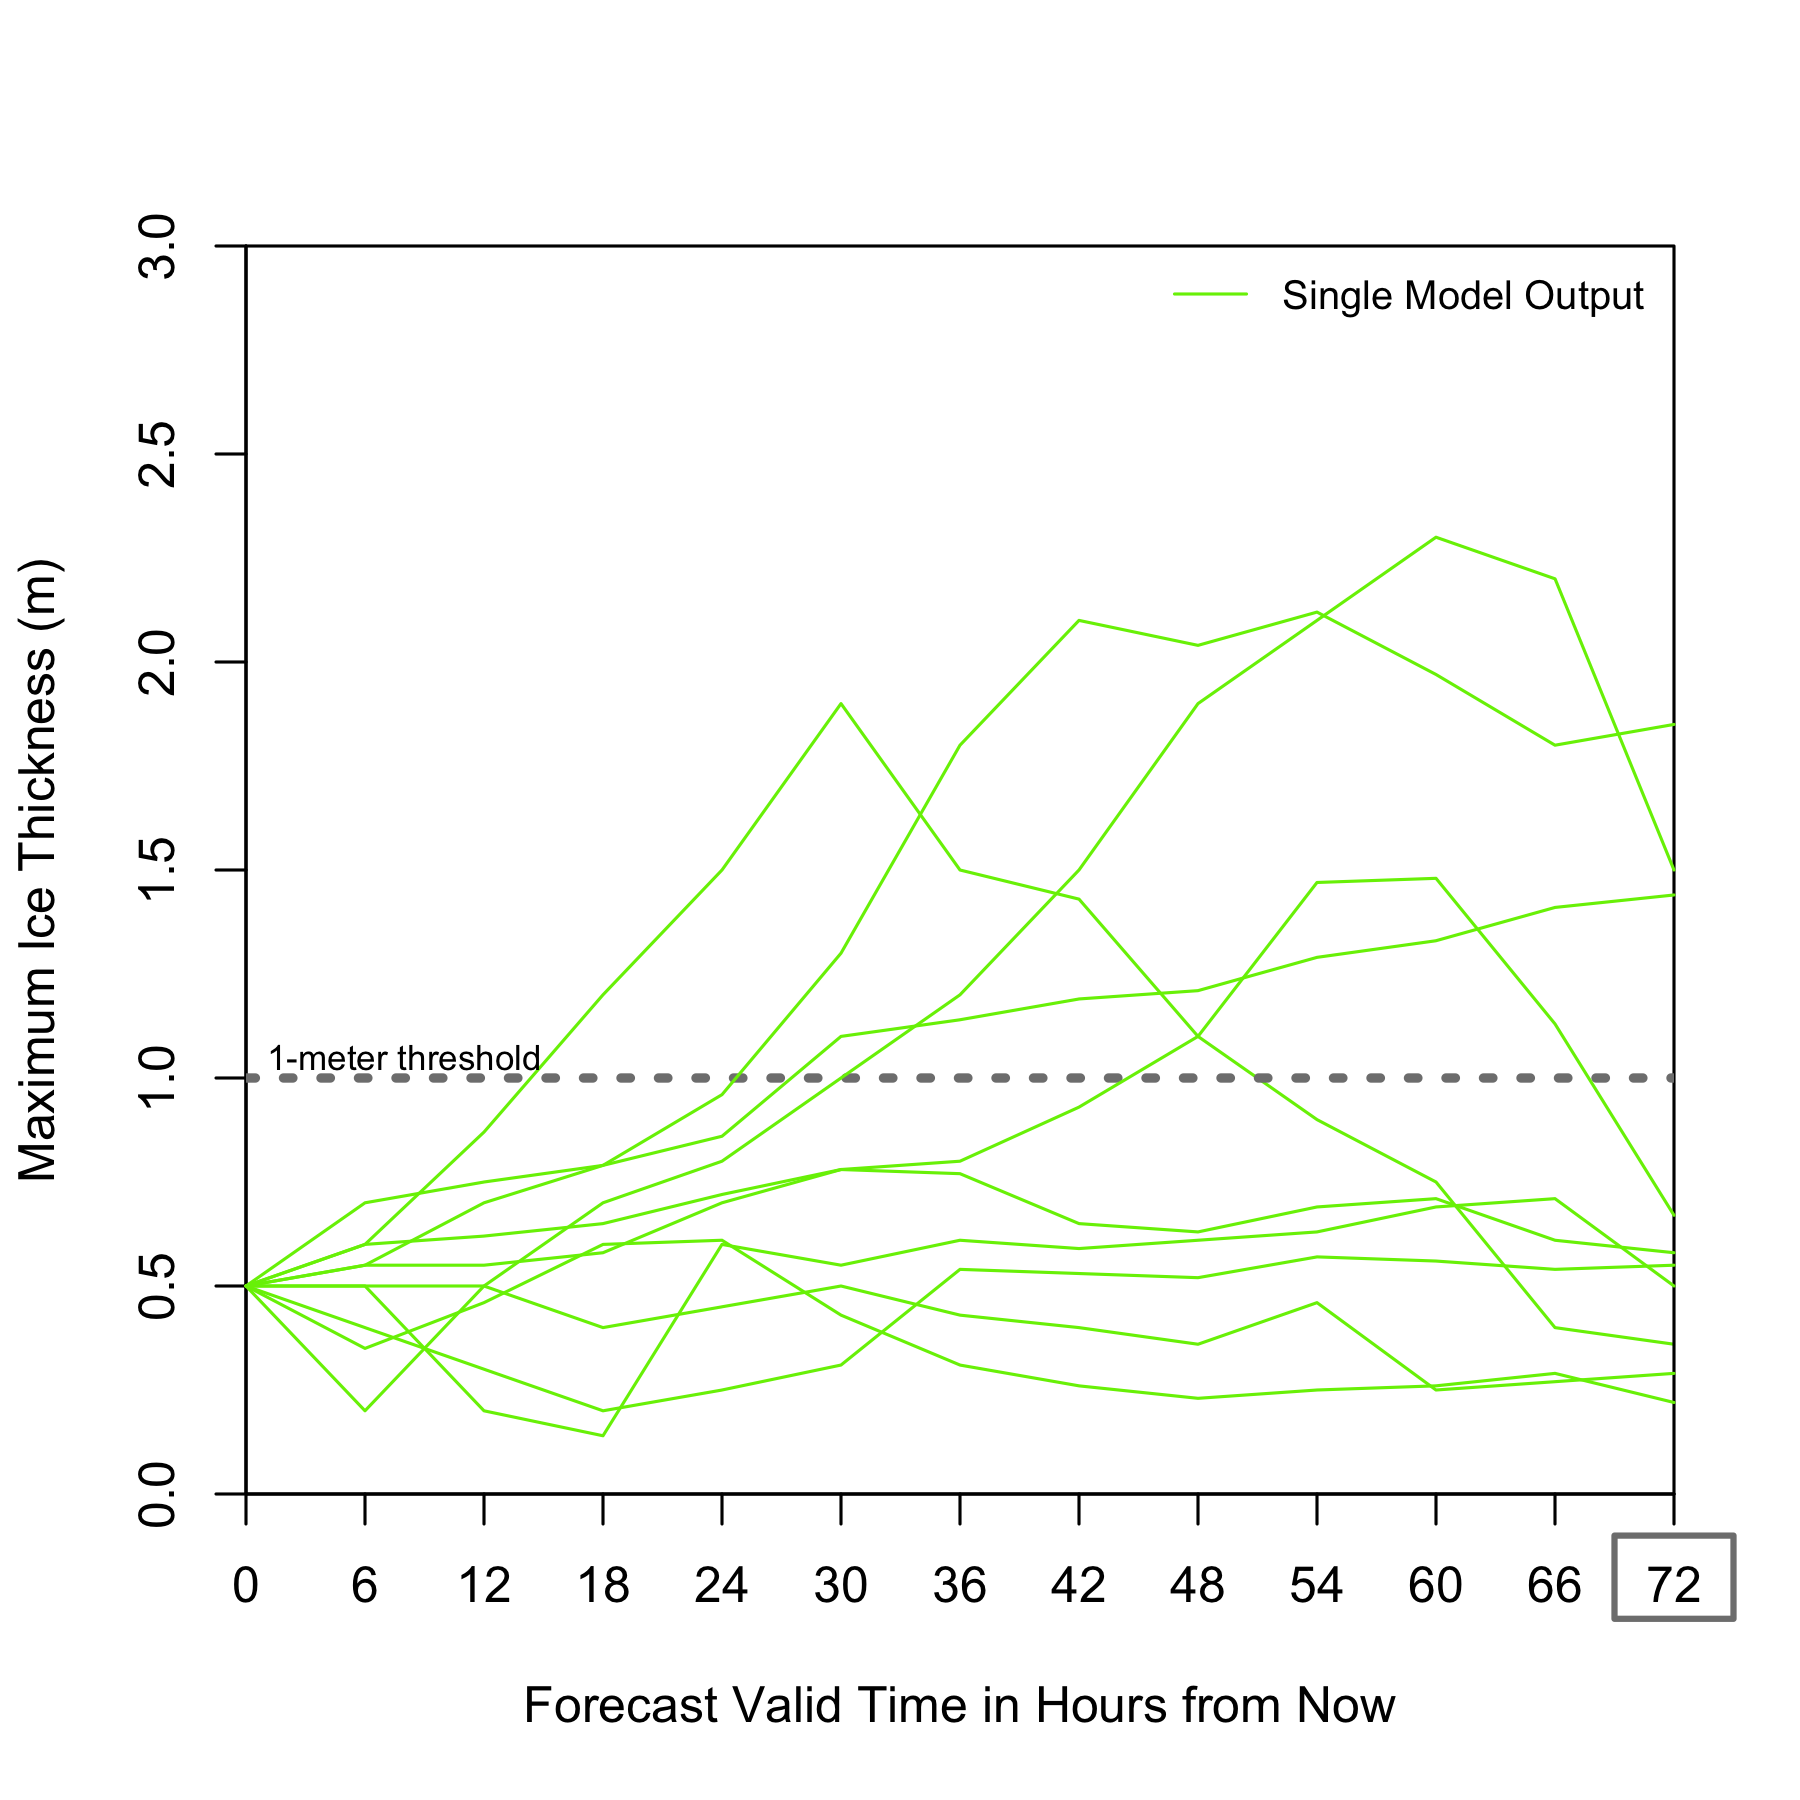 3.0
2.5
2.0
1.5
1.0
0.5
0.0
Maximum Ice Thickness (m)
Single Model Output
1-meter threshold
0 6 12 18 24 30 36 42 48 54 60 66 72
Forecast Valid Time in Hours from Now